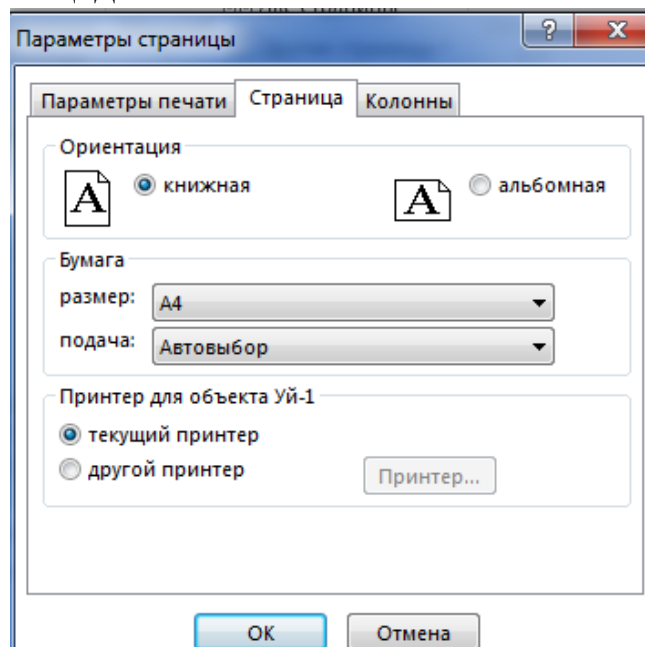 Параметры страницы
?
X
Параметры печати Страница Колонны
Ориентация
A книжная A альбомная
Бумага
размер: A4
подача: Автовыбор
Принтер для объекта Уй-1
текущий принтер
другой принтер Принтер...
ОК Отмена